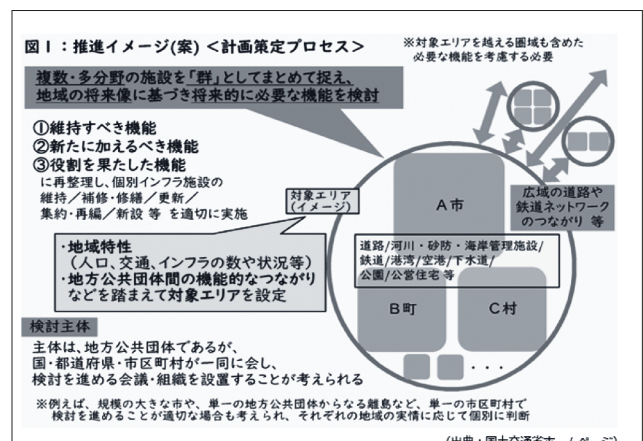 図1：推進イメージ(案) <計画策定プロセス>
※対象エリアを越える圏域も含めた
必要な機能を考慮する必要
複数・多分野の施設を「群」としてまとめて捉え、
地域の将来像に基づき将来的に必要な機能を検討
①維持すべき機能
②新たに加えるべき機能
③役割を果たした機能
に再整理し、個別インフラ施設の
維持／補修・修繕／更新／
集約・再編／新設 等 を適切に実施
対象エリア
(イメージ)
A市
広域の道路や
鉄道ネットワーク
のつながり 等
・地域特性
（人口、交通、インフラの数や状況等）
・地方公共団体間の機能的なつながり
などを踏まえて対象エリアを設定
道路/河川・砂防・海岸管理施設/
鉄道/港湾/空港/下水道/
公園/公営住宅 等
B町
C村
・・・
検討主体
主体は、地方公共団体であるが、
国・都道府県・市区町村が一同に会し、
検討を進める会議・組織を設置することが考えられる
※例えば、規模の大きな市や、単一の地方公共団体からなる離島など、単一の市区町村で
検討を進めることが適切な場合も考えられ、それぞれの地域の実情に応じて個別に判断
(出典・国土交通省ホームページ)